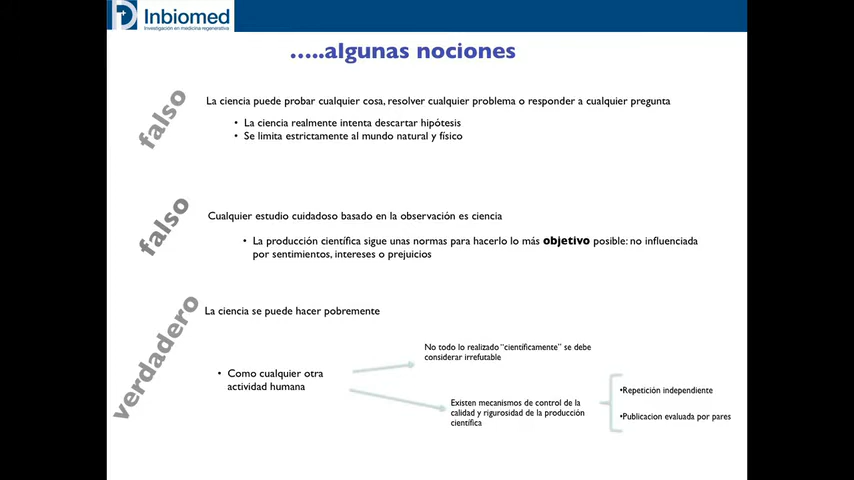 Inbiomed
Investigación en medicina regenerativa
.....algunas nociones
falso
La ciencia puede probar cualquier cosa, resolver cualquier problema o responder a cualquier pregunta
• La ciencia realmente intenta descartar hipótesis
• Se limita estrictamente al mundo natural y físico
falso
Cualquier estudio cuidadoso basado en la observación es ciencia
• La producción científica sigue unas normas para hacerlo lo más objetivo posible: no influenciada
por sentimientos, intereses o prejuicios
verdadero
La ciencia se puede hacer pobremente
• Como cualquier otra
actividad humana
No todo lo realizado "científicamente" se debe
considerar irrefutable
Existen mecanismos de control de la
calidad y rigurosidad de la producción
científica
•Repetición independiente
•Publicacion evaluada por pares